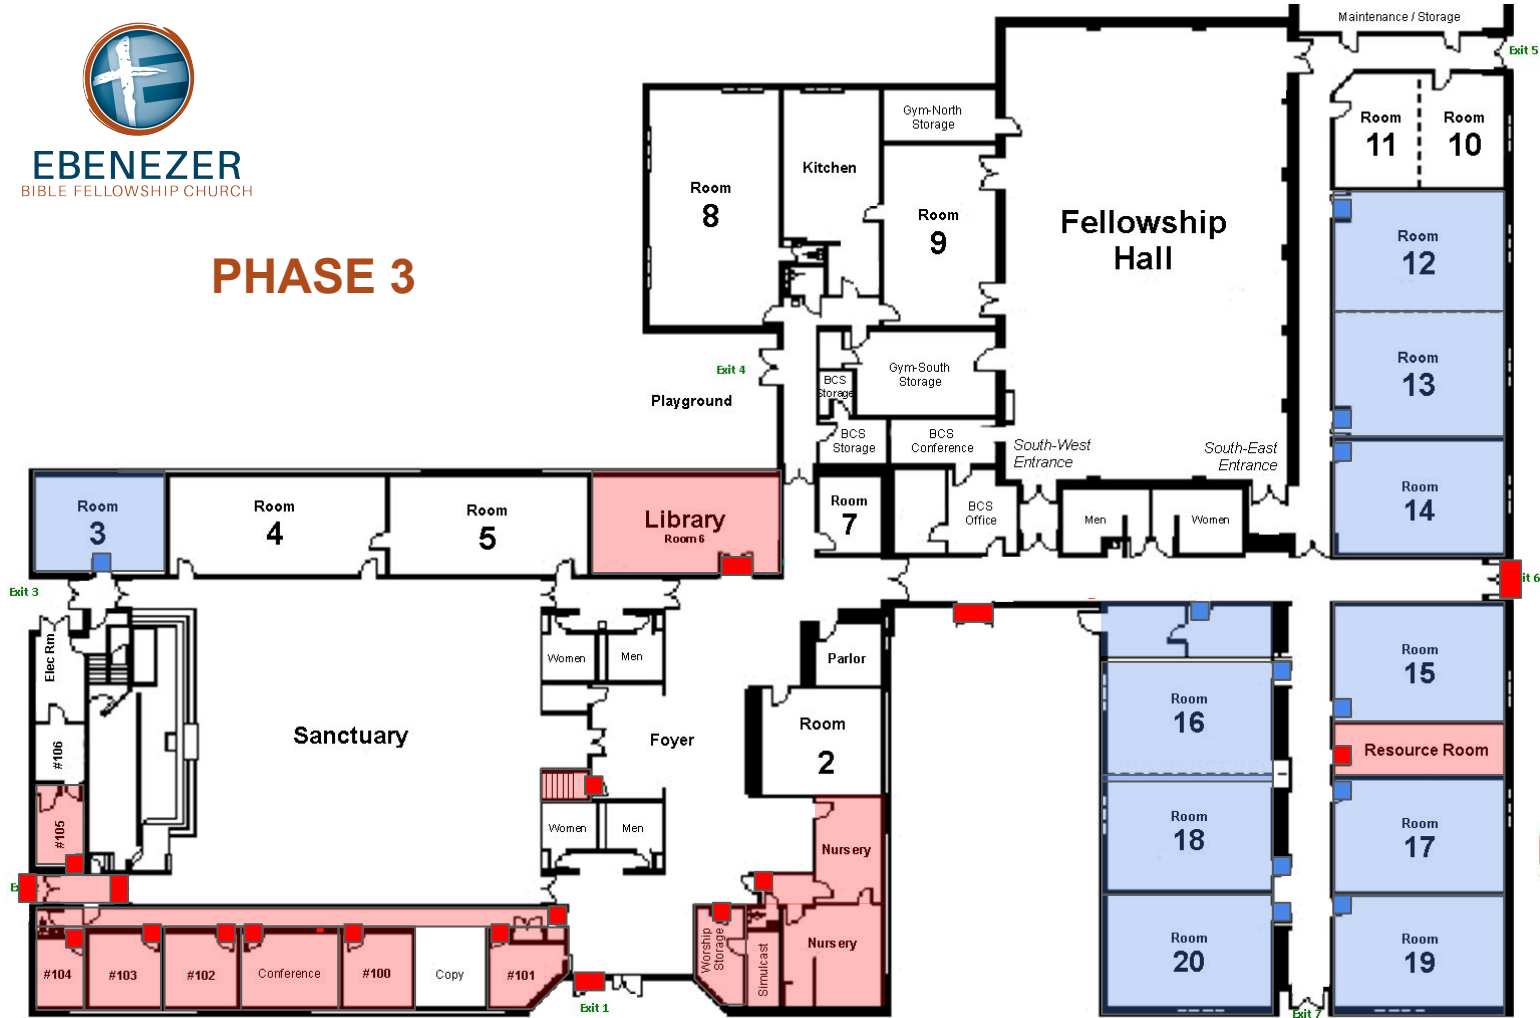 EBENEZER
BIBLE FELLOWSHIP CHURCH
PHASE 3
Maintenance / Storage
Exit 5
Gym-North
Storage
Kitchen
Room
8
Room
9
Fellowship
Hall
Room
11
Room
10
Room
12
Room
13
Exit 4
Playground
Gym-South
Storage
BCS
Storage
BCS
Storage
BCS
Conference
South-West
Entrance
South-East
Entrance
Room
14
Room
3
Room
4
Room
5
Library
Room 6
Room
7
BCS
Office
Men
Women
Exit 3
it 6
Elec Rm
Women
Men
Parlor
Room
15
Room
16
Sanctuary
Foyer
Room
2
#106
Resource Room
#105
Women
Men
Nursery
Room
18
Room
17
Nursery
Worship
Storage
Simulcast
#104
#103
#102
Conference
#100
Copy
#101
Room
20
Room
19
Exit 1
Exit 7